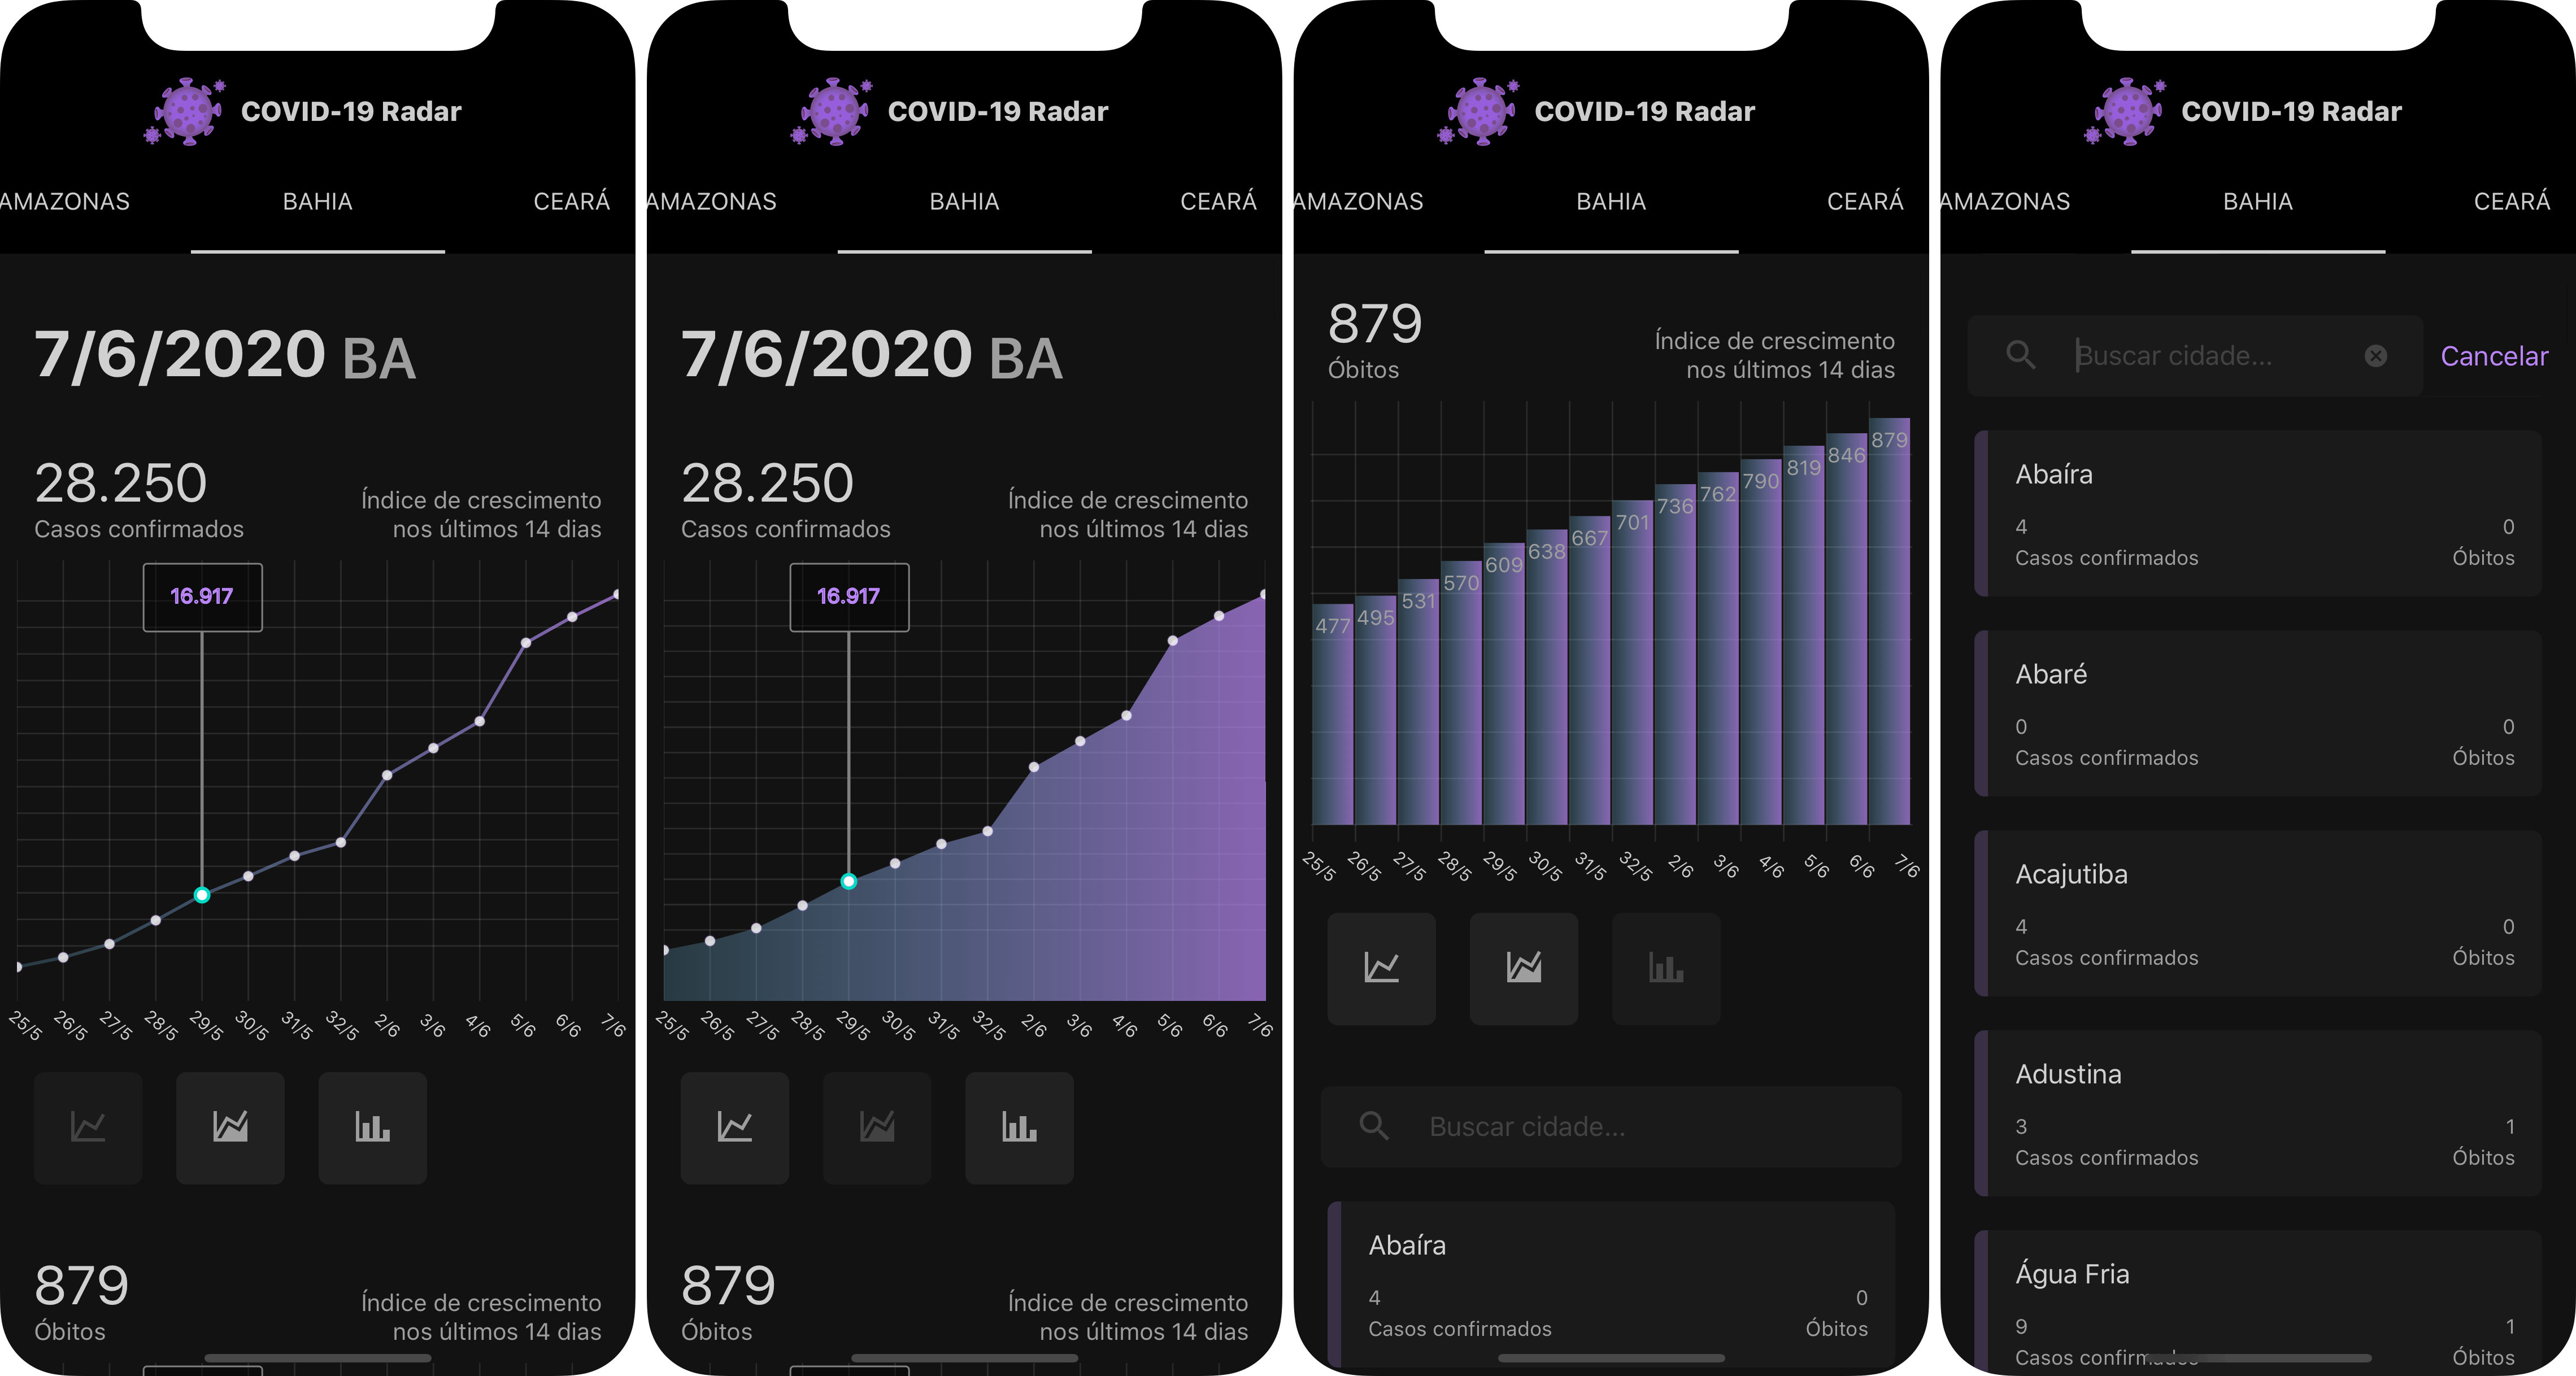 COVID-19 Radar
AMAZONAS BAHIA CEARÁ
7/6/2020 BA
28.250
Casos confirmados
Índice de crescimento
nos últimos 14 dias
16.917
25/5 26/5 27/5 28/5 29/5 30/5 31/5 32/5 2/6 3/6 4/6 5/6 6/6 7/6
879
Óbitos
Índice de crescimento
nos últimos 14 dias
COVID-19 Radar
AMAZONAS BAHIA CEARÁ
7/6/2020 BA
28.250
Casos confirmados
Índice de crescimento
nos últimos 14 dias
16.917
25/5 26/5 27/5 28/5 29/5 30/5 31/5 32/5 2/6 3/6 4/6 5/6 6/6 7/6
879
Óbitos
Índice de crescimento
nos últimos 14 dias
COVID-19 Radar
AMAZONAS BAHIA CEARÁ
879
Óbitos
Índice de crescimento
nos últimos 14 dias
477 495 531 570 609 638 667 701 736 762 790 819 846 879
25/5 26/5 27/5 28/5 29/5 30/5 31/5 32/5 2/6 3/6 4/6 5/6 6/6 7/6
Buscar cidade...
Abaíra
4 0
Casos confirmados Óbitos
COVID-19 Radar
AMAZONAS BAHIA CEARÁ
Buscar cidade... Cancelar
Abaíra
4 0
Casos confirmados Óbitos
Abaré
0 0
Casos confirmados Óbitos
Acajutiba
4 0
Casos confirmados Óbitos
Adustina
3 1
Casos confirmados Óbitos
Água Fria
9 1
Casos confirmados Óbitos